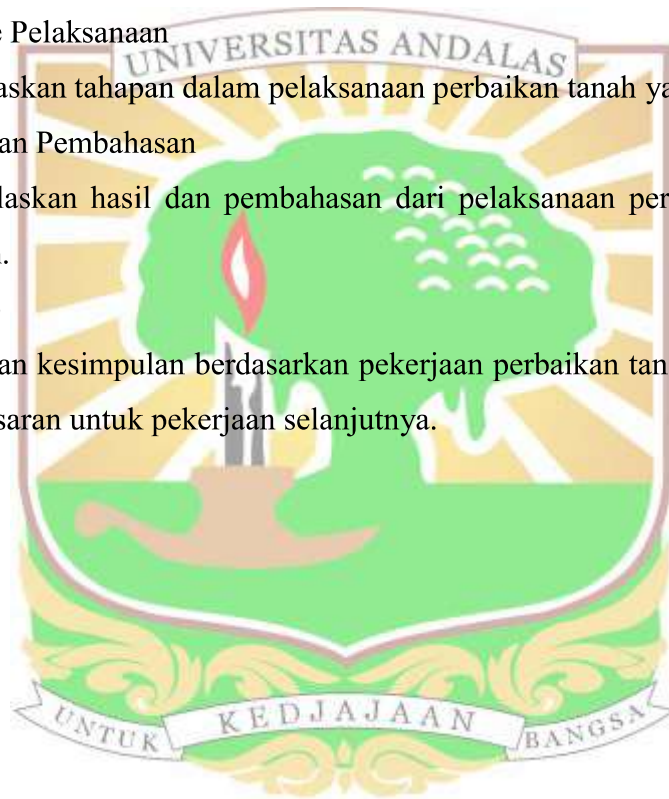 e Pelaksanaan
UNIVERSITAS ANDALAS
askan tahapan dalam pelaksanaan perbaikan tanah ya
an Pembahasan
laskan hasil dan pembahasan dari pelaksanaan per
an kesimpulan berdasarkan pekerjaan perbaikan tan
saran untuk pekerjaan selanjutnya.
UNTUK KEDJAJAAN BANGSA